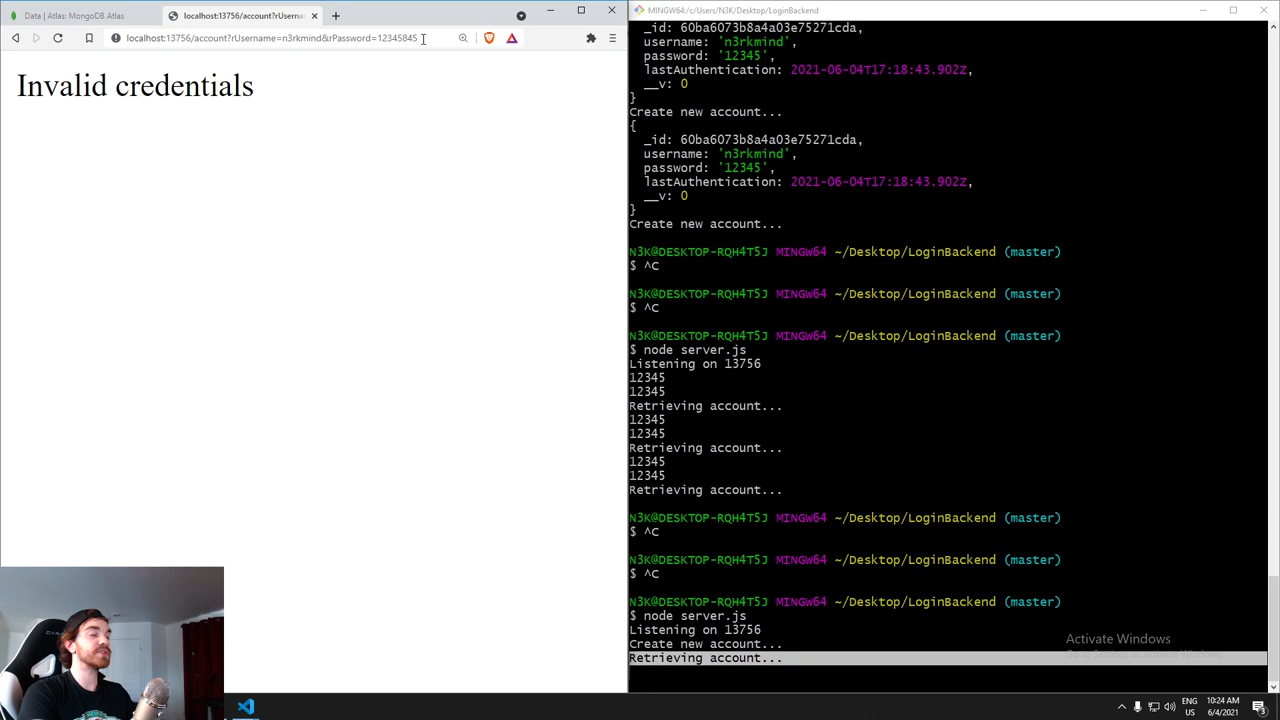 Data | Atlas: MongoDB Atlas
localhost:13756/account?rUsernam
localhost:13756/account?rUsername=n3rkmind&rPassword=12345845
Invalid credentials
MINGW64:/c/Users/N3K/Desktop/LoginBackend
_id: 60ba6073b8a4a03e75271cda,
username: 'n3rkmind',
password: '12345',
lastAuthentication: 2021-06-04T17:18:43.902Z,
__v: 0
}
Create new account...
{
_id: 60ba6073b8a4a03e75271cda,
username: 'n3rkmind',
password: '12345',
lastAuthentication: 2021-06-04T17:18:43.902Z,
__v: 0
}
Create new account...
N3K@DESKTOP-RQH4T5J MINGW64 ~/Desktop/LoginBackend (master)
$ ^C
N3K@DESKTOP-RQH4T5J MINGW64 ~/Desktop/LoginBackend (master)
$ ^C
N3K@DESKTOP-RQH4T5J MINGW64 ~/Desktop/LoginBackend (master)
$ node server.js
Listening on 13756
12345
12345
Retrieving account...
12345
12345
Retrieving account...
12345
12345
Retrieving account...
N3K@DESKTOP-RQH4T5J MINGW64 ~/Desktop/LoginBackend (master)
$ ^C
N3K@DESKTOP-RQH4T5J MINGW64 ~/Desktop/LoginBackend (master)
$ ^C
N3K@DESKTOP-RQH4T5J MINGW64 ~/Desktop/LoginBackend (master)
$ node server.js
Listening on 13756
Create new account...
Retrieving account...
Activate Windows
ENG
US
10:24 AM
6/4/2021
3